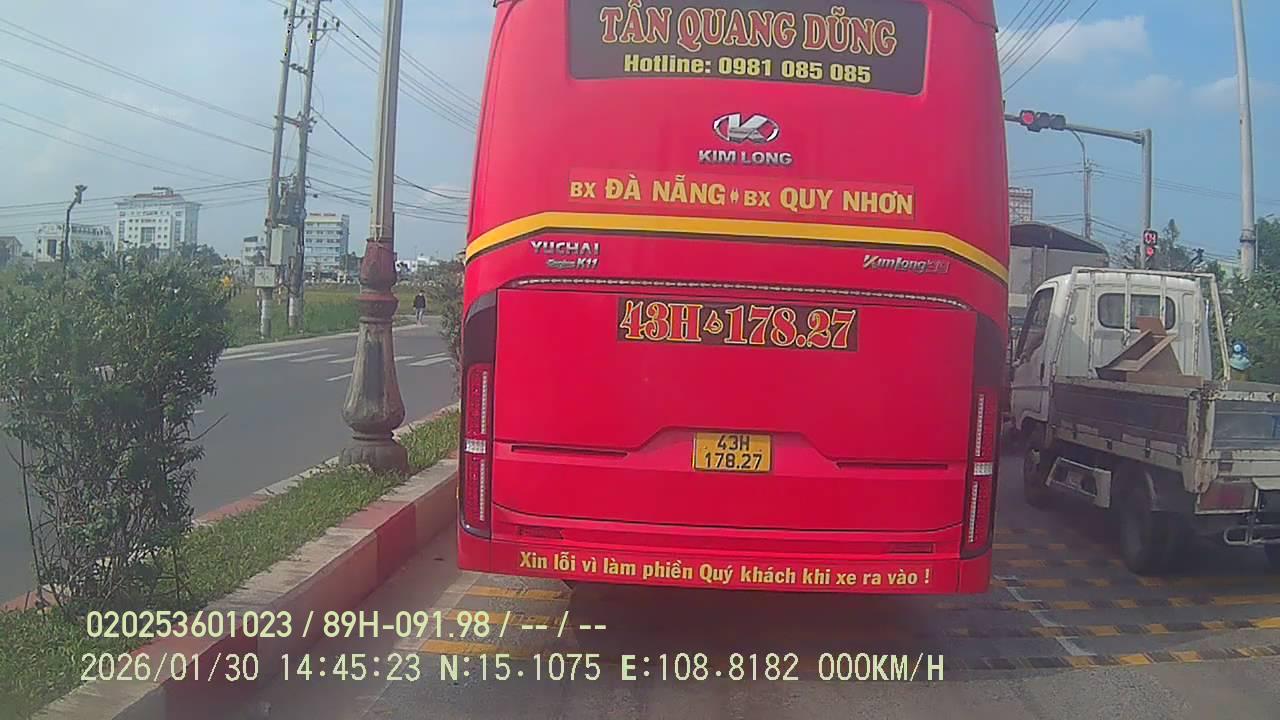 TÂN QUANG DŨNG
Hotline: 0981 085 085
KIM LONG
BX ĐÀ NẴNG BX QUY NHƠN
YUCHAI
K11
KimLong
43H 178.27
43H
178.27
Xin lỗi vì làm phiền Quý khách khi xe ra vào !
020253601023 / 89H-091.98 / -- / --
2026/01/30 14:45:23 N:15.1075 E:108.8182 000KM/H